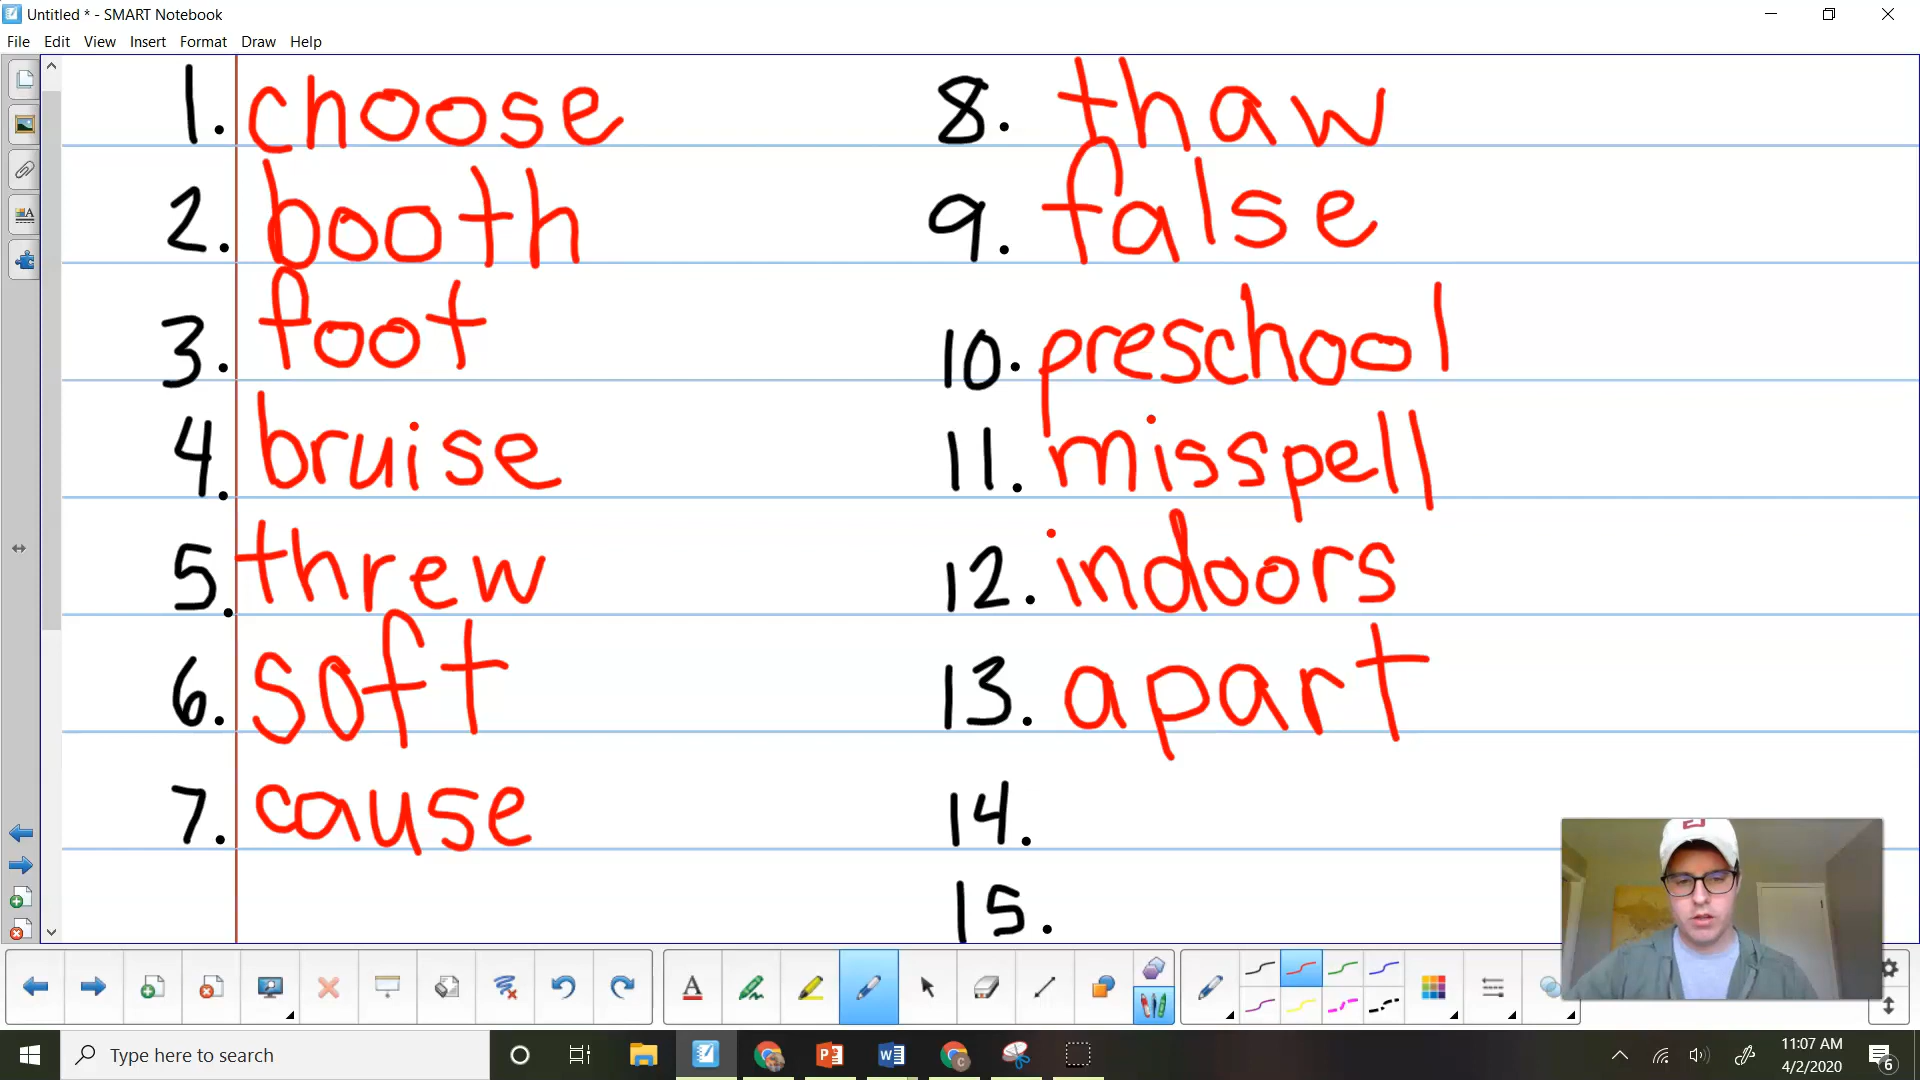 Untitled * - SMART Notebook
File Edit View Insert Format Draw Help
1. choose
2. booth
3. foot
4. bruise
5. threw
6. soft
7. cause
8. thaw
9. false
10. preschool
11. misspell
12. indoors
13. apart
14.
15.
Type here to search
11:07 AM
4/2/2020
6